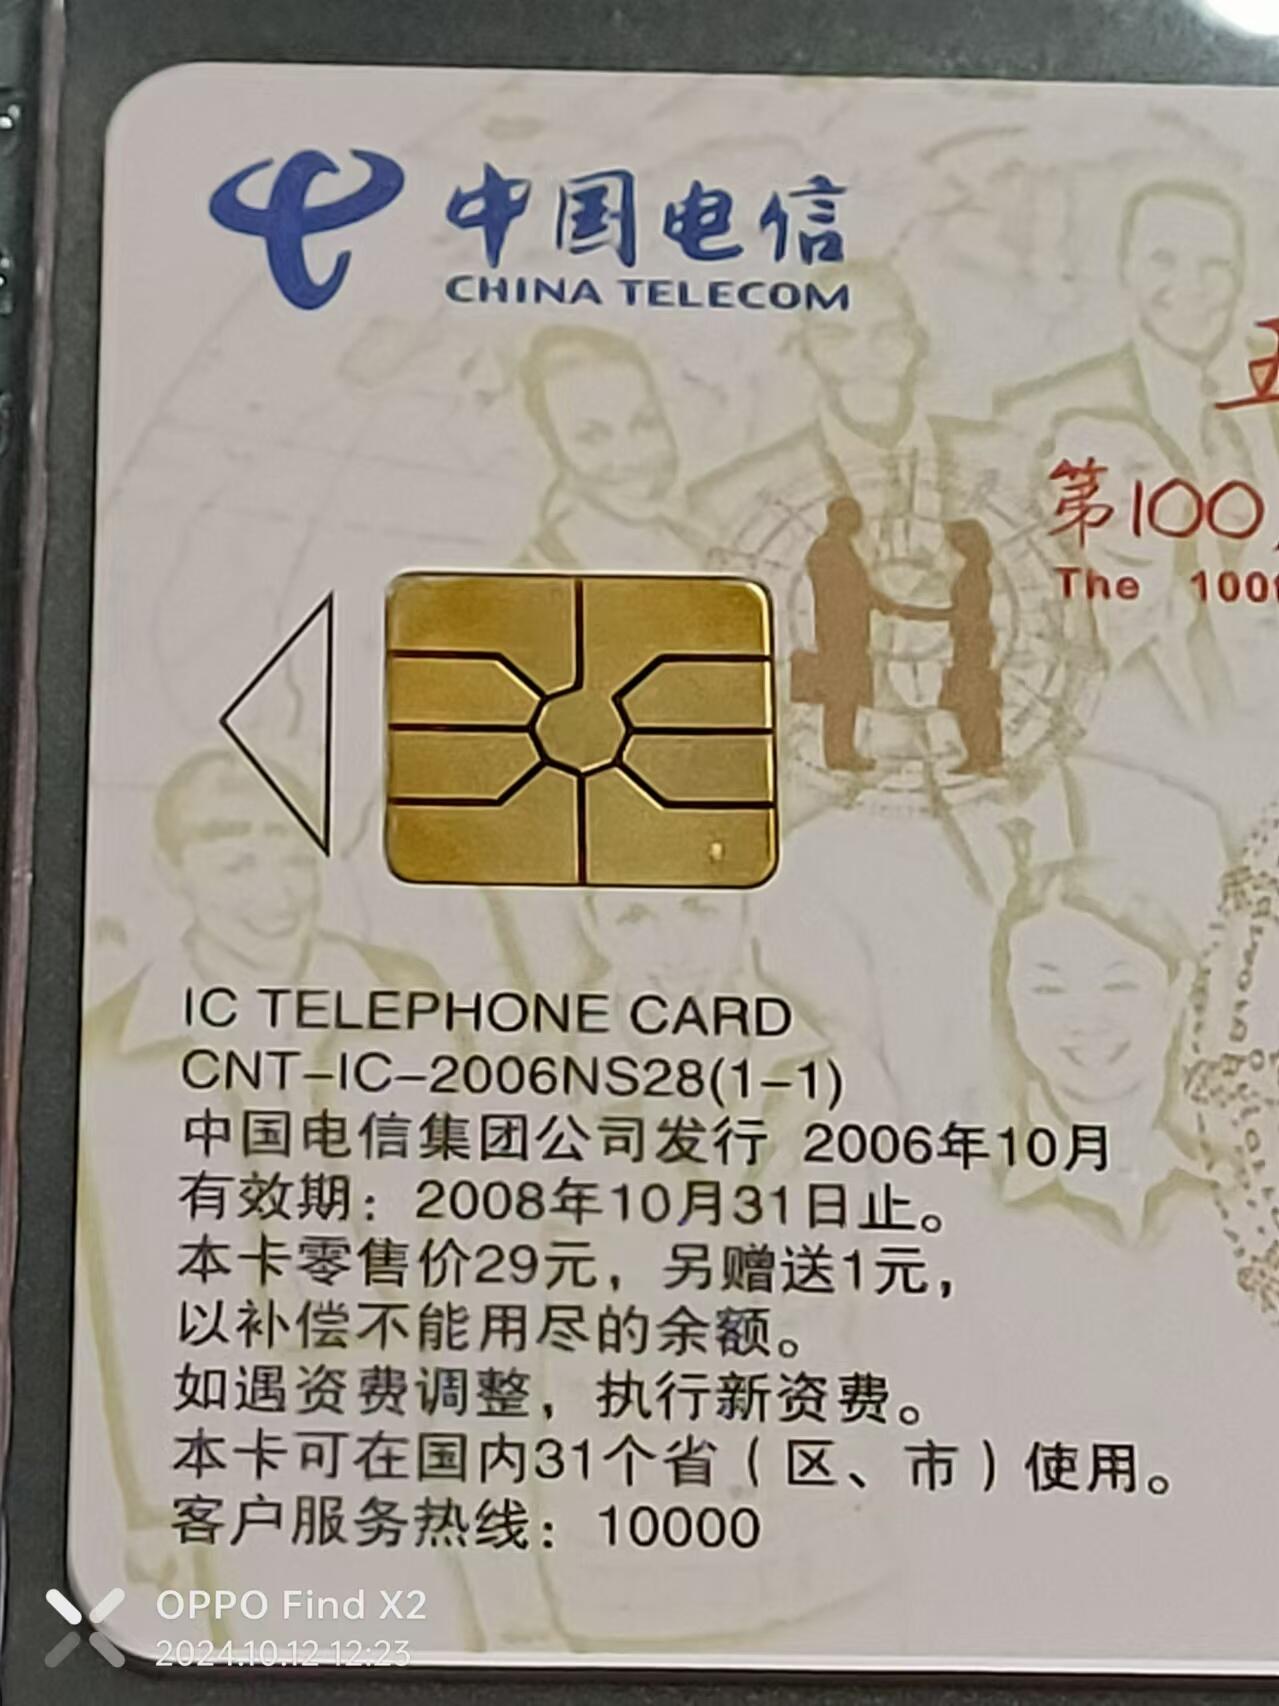 中国电信
CHINA TELECOM
五
第100
The 100
IC TELEPHONE CARD
CNT-IC-2006NS28(1-1)
中国电信集团公司发行 2006年10月
有效期：2008年10月31日止。
本卡零售价29元，另赠送1元，
以补偿不能用尽的余额。
如遇资费调整，执行新资费。
本卡可在国内31个省（区、市）使用。
客户服务热线：10000
OPPO Find X2
2024.10.12 12:23